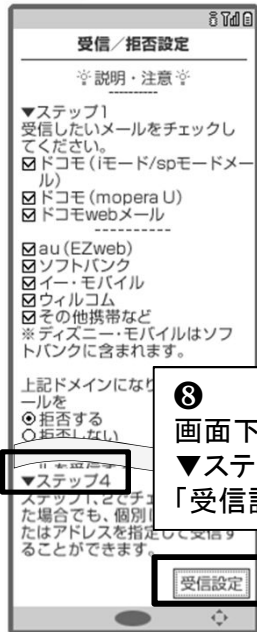 受信/拒否設定
説明・注意
----------
▼ステップ1
受信したいメールをチェックし
てください。
☑ドコモ(iモード/spモードメー
ル)
☑ドコモ(mopera U)
☑ドコモwebメール
----------
☑au(EZweb)
☑ソフトバンク
☑イー・モバイル
☑ウィルコム
☑その他携帯など
※ディズニー・モバイルはソフ
トバンクに含まれます。
上記ドメインになり
ールを
◉拒否する
○拒否しない
▼ステップ4
ステップ1、2でチェ
た場合でも、個別
たはアドレスを指定して受信す
ることができます。
受信設定
❽
画面下
▼ステ
「受信